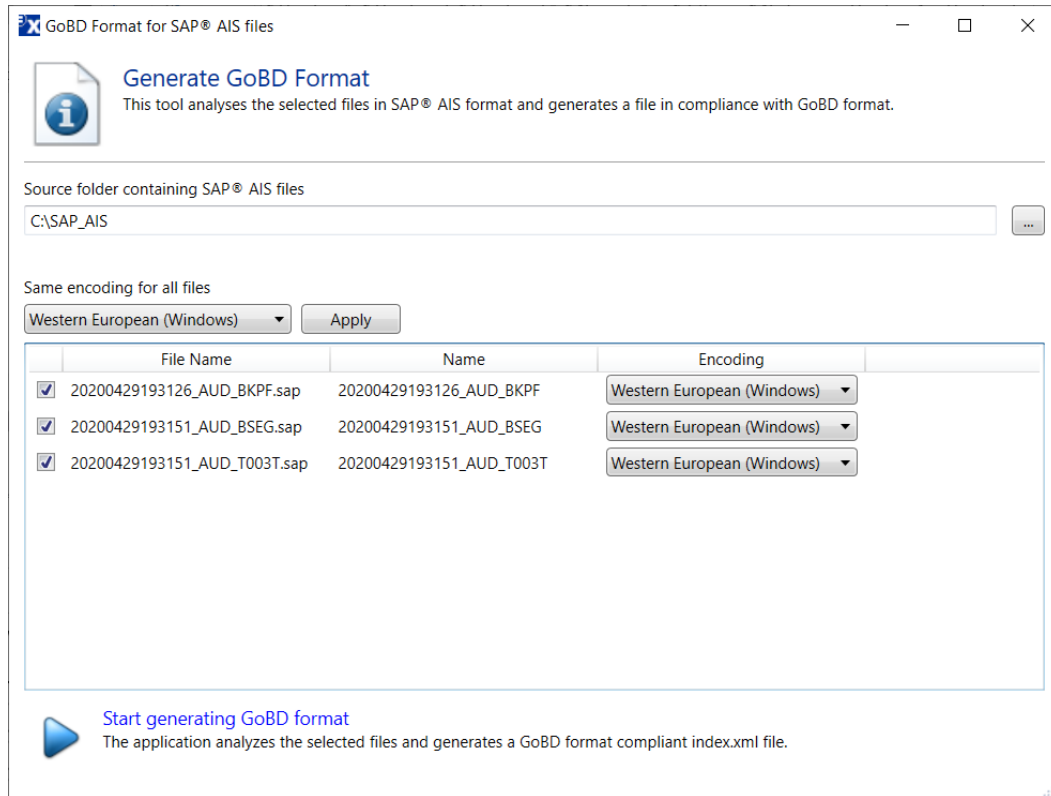 GoBD Format for SAP® AIS files
Generate GoBD Format
This tool analyses the selected files in SAP® AIS format and generates a file in compliance with GoBD format.
Source folder containing SAP® AIS files
C:\SAP_AIS
...
Same encoding for all files
Western European (Windows) Apply
File Name Name Encoding
20200429193126_AUD_BKPF.sap 20200429193126_AUD_BKPF Western European (Windows)
20200429193151_AUD_BSEG.sap 20200429193151_AUD_BSEG Western European (Windows)
20200429193151_AUD_T003T.sap 20200429193151_AUD_T003T Western European (Windows)
Start generating GoBD format
The application analyzes the selected files and generates a GoBD format compliant index.xml file.